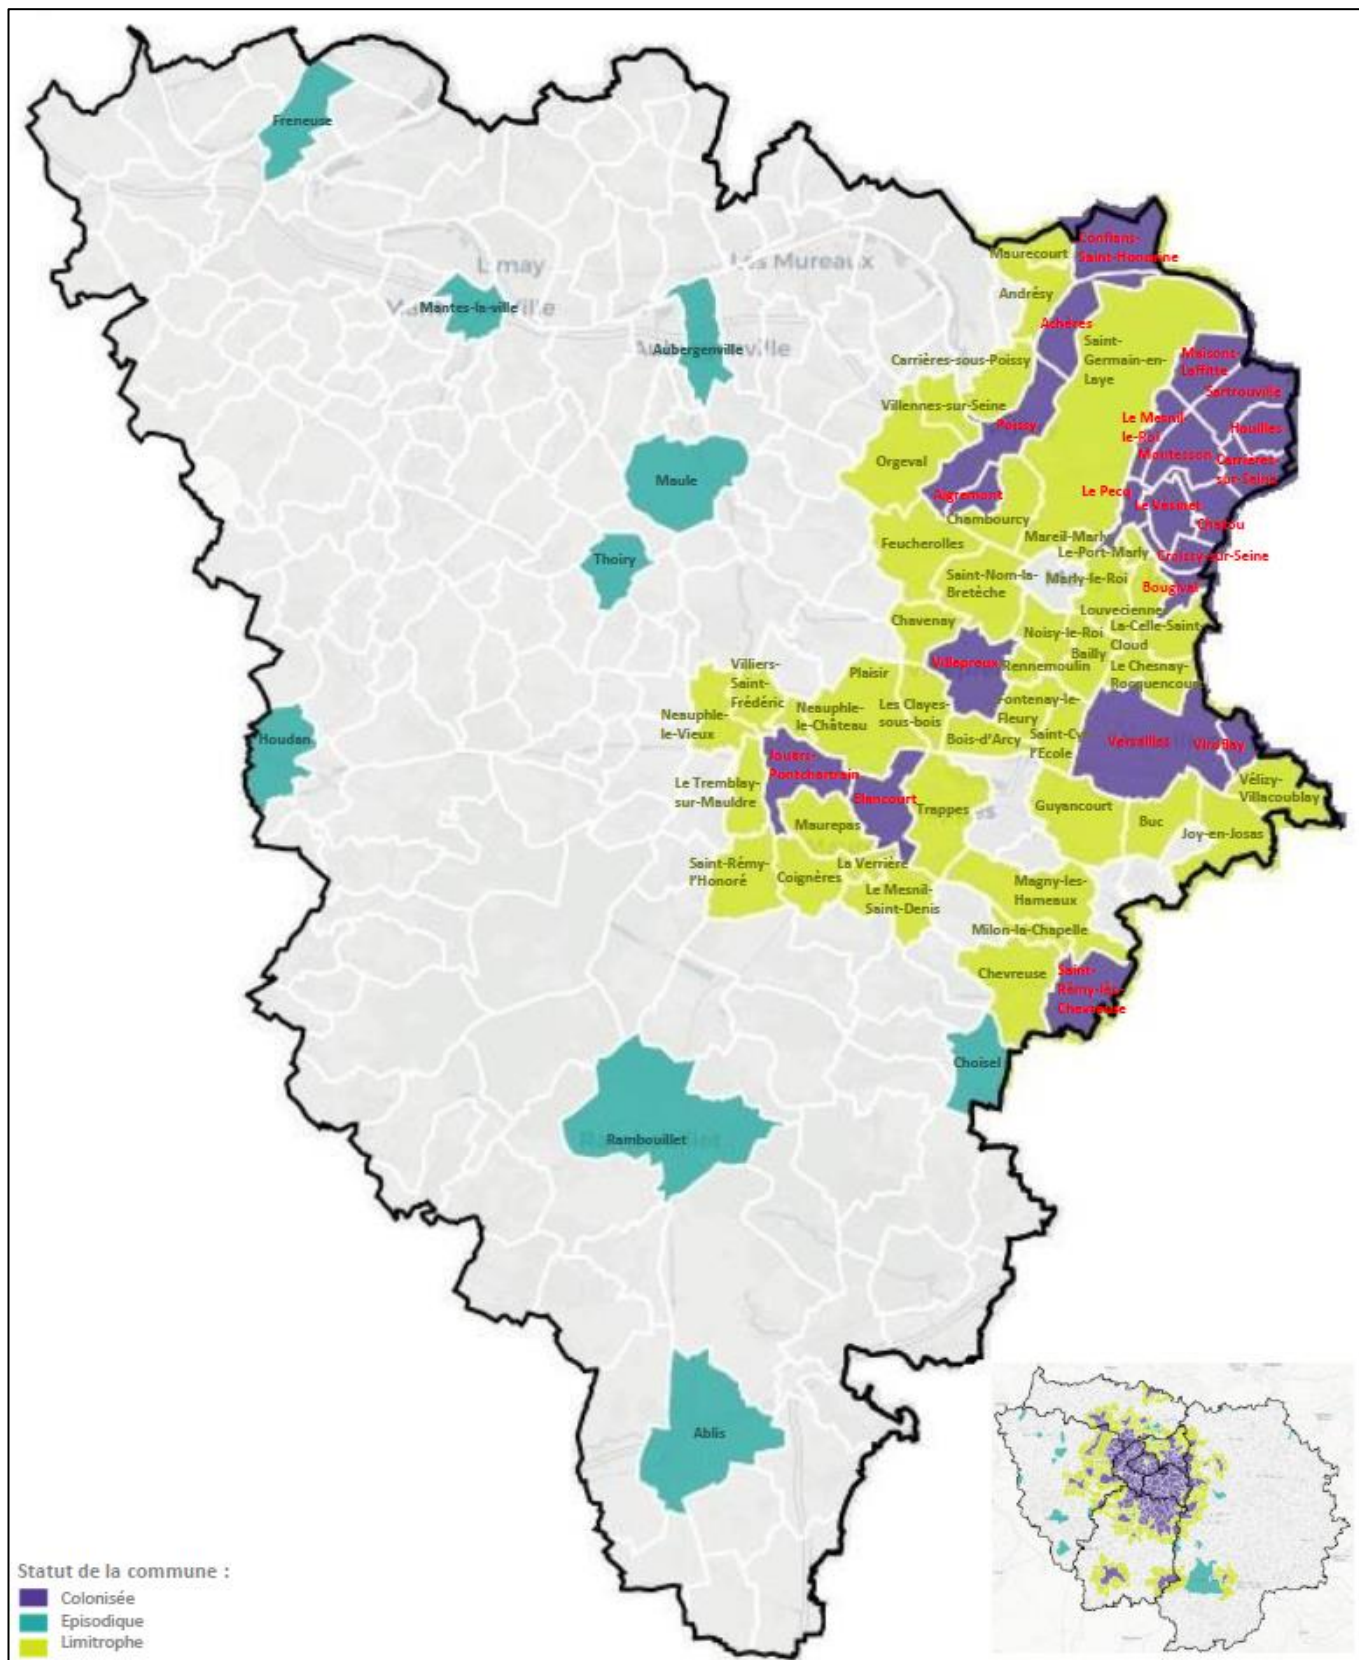 Freneuse
Conflans-
Saint-Honorine
Maurecourt
Limay
Les Mureaux
Andrésy
Mantes-la-ville
Achères
Aubergenville
Carrières-sous-Poissy
Saint-
Germain-en-
Laye
Maisons-
Laffitte
Sartrouville
Villennes-sur-Seine
Le Mesnil-
le-Roi
Houilles
Poissy
Orgeval
Montesson
Carrières-
sur-Seine
Maule
Aigremont
Le Pecq
Le Vésinet
Chambourcy
Chatou
Feucherolles
Mareil-Marly
Le-Port-Marly
Croissy-sur-Seine
Thoiry
Saint-Nom-la-
Bretèche
Marly-le-Roi
Bougival
Louvecienne
Chavenay
Noisy-le-Roi
La-Celle-Saint-
Cloud
Bailly
Villepreux
Rennemoulin
Le Chesnay-
Rocquencourt
Villiers-
Saint-
Frédéric
Plaisir
Neauphle-
le-Vieux
Neauphle-
le-Château
Les Clayes-
sous-bois
Fontenay-le-
Fleury
Bois-d'Arcy
Saint-Cyr
l'Ecole
Houdan
Versailles
Viroflay
Jouars-
Pontchartrain
Le Tremblay-
sur-Mauldre
Elancourt
Vélizy-
Villacoublay
Maurepas
Trappes
Guyancourt
Buc
Joy-en-Josas
Saint-Rémy-
l'Honoré
Coignères
La Verrière
Le Mesnil-
Saint-Denis
Magny-les-
Hameaux
Milon-la-Chapelle
Chevreuse
Saint-
Rémy-lès-
Chevreuse
Choisel
Rambouillet
Ablis
Statut de la commune :
Colonisée
Episodique
Limitrophe